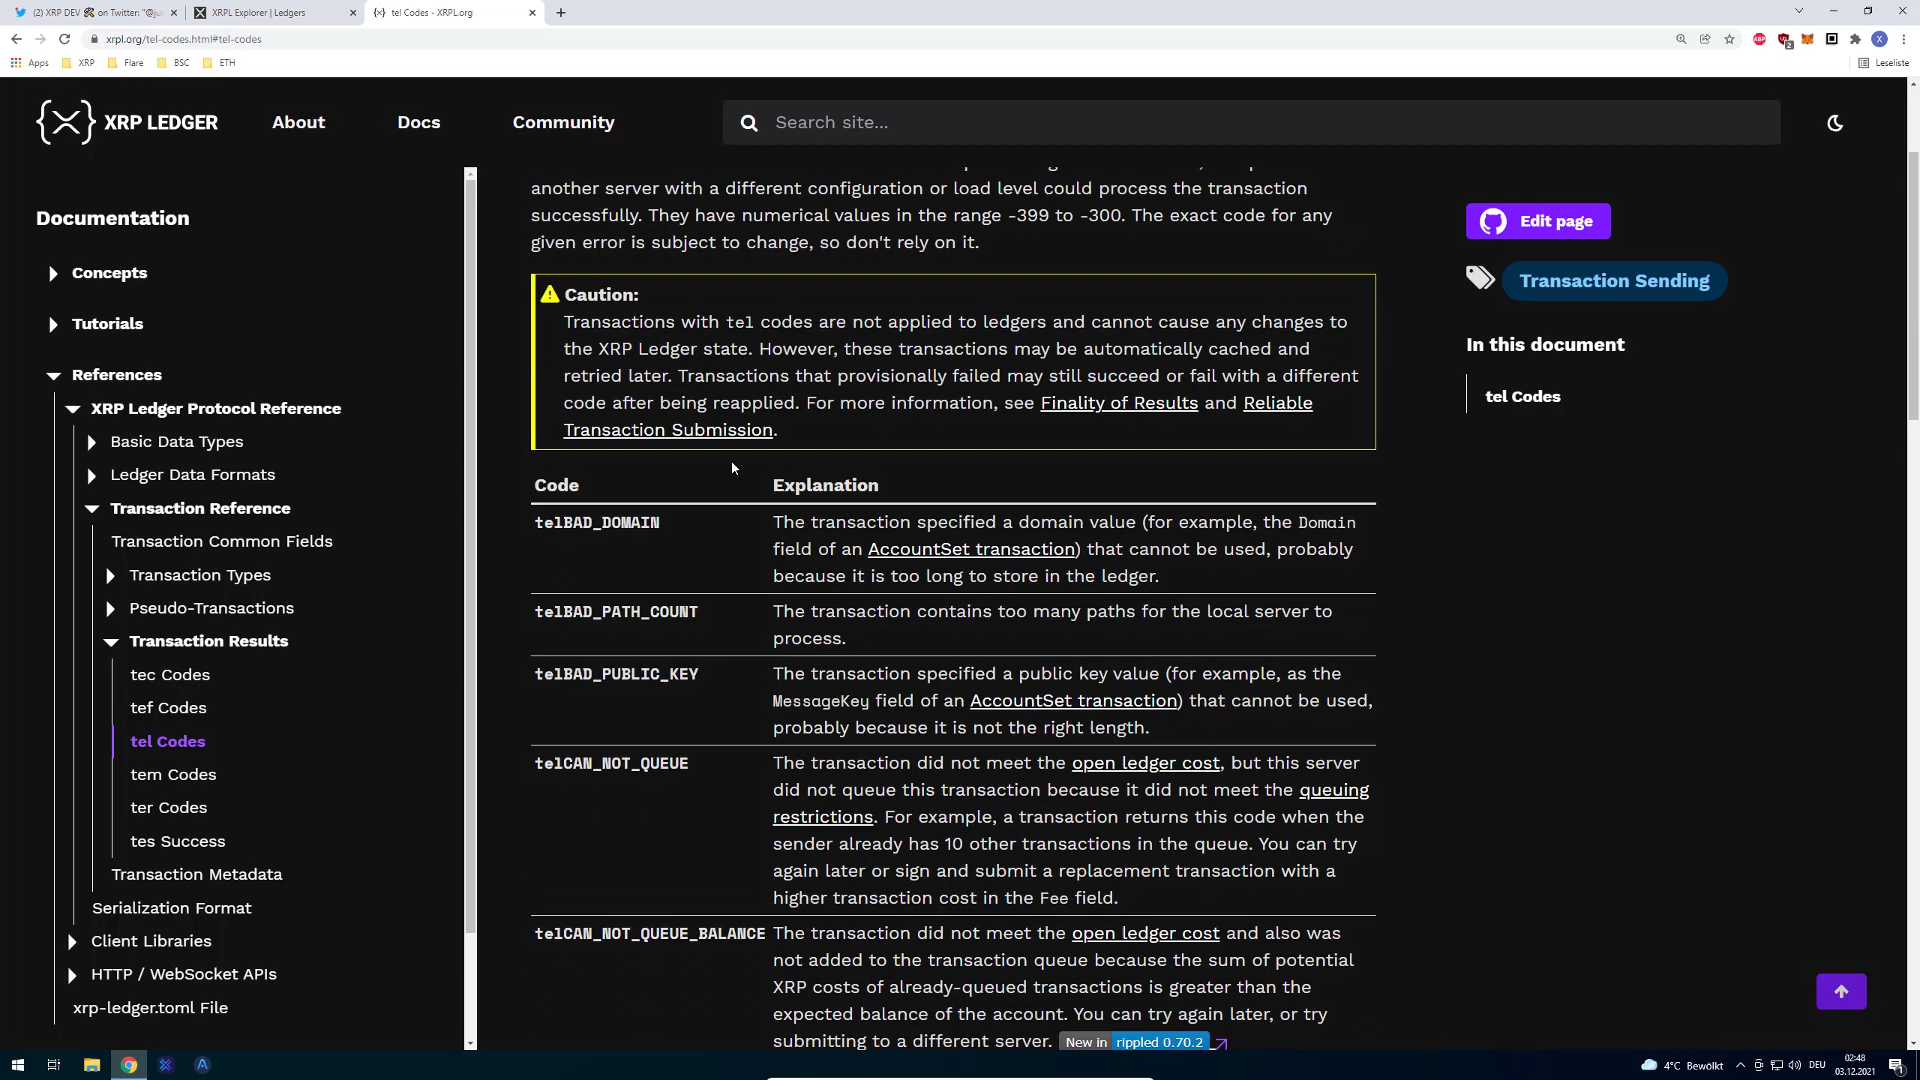 (2) XRP DEV 🛠 on Twitter: "@ju
XRPL Explorer | Ledgers
tel Codes - XRPL.org
xrpl.org/tel-codes.html#tel-codes
Apps
XRP
Flare
BSC
ETH
Leseliste
XRP LEDGER
About
Docs
Community
Search site...
Documentation
Concepts
Tutorials
References
XRP Ledger Protocol Reference
Basic Data Types
Ledger Data Formats
Transaction Reference
Transaction Common Fields
Transaction Types
Pseudo-Transactions
Transaction Results
tec Codes
tef Codes
tel Codes
tem Codes
ter Codes
tes Success
Transaction Metadata
Serialization Format
Client Libraries
HTTP / WebSocket APIs
xrp-ledger.toml File
another server with a different configuration or load level could process the transaction
successfully. They have numerical values in the range -399 to -300. The exact code for any
given error is subject to change, so don't rely on it.
Caution:
Transactions with tel codes are not applied to ledgers and cannot cause any changes to
the XRP Ledger state. However, these transactions may be automatically cached and
retried later. Transactions that provisionally failed may still succeed or fail with a different
code after being reapplied. For more information, see Finality of Results and Reliable
Transaction Submission.
Code Explanation
telBAD_DOMAIN The transaction specified a domain value (for example, the Domain
field of an AccountSet transaction) that cannot be used, probably
because it is too long to store in the ledger.
telBAD_PATH_COUNT The transaction contains too many paths for the local server to
process.
telBAD_PUBLIC_KEY The transaction specified a public key value (for example, as the
MessageKey field of an AccountSet transaction) that cannot be used,
probably because it is not the right length.
telCAN_NOT_QUEUE The transaction did not meet the open ledger cost, but this server
did not queue this transaction because it did not meet the queuing
restrictions. For example, a transaction returns this code when the
sender already has 10 other transactions in the queue. You can try
again later or sign and submit a replacement transaction with a
higher transaction cost in the Fee field.
telCAN_NOT_QUEUE_BALANCE The transaction did not meet the open ledger cost and also was
not added to the transaction queue because the sum of potential
XRP costs of already-queued transactions is greater than the
expected balance of the account. You can try again later, or try
submitting to a different server. New in rippled 0.70.2
Edit page
Transaction Sending
In this document
tel Codes
4°C Bewölkt
DEU
02:48
03.12.2021